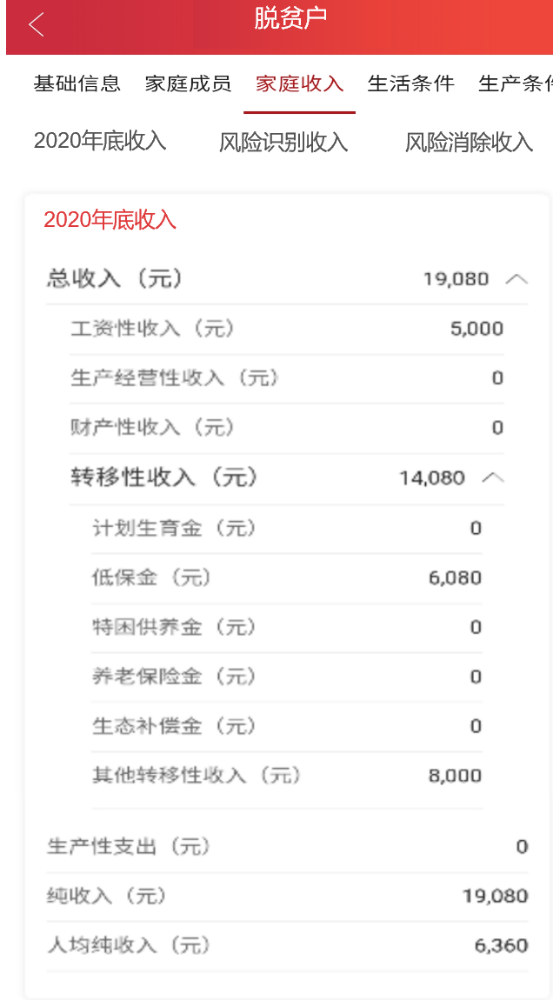 脱贫户
基础信息 家庭成员 家庭收入 生活条件 生产条件
2020年底收入 风险识别收入 风险消除收入
2020年底收入
总收入（元） 19,080
工资性收入（元） 5,000
生产经营性收入（元） 0
财产性收入（元） 0
转移性收入（元） 14,080
计划生育金（元） 0
低保金（元） 6,080
特困供养金（元） 0
养老保险金（元） 0
生态补偿金（元） 0
其他转移性收入（元） 8,000
生产性支出（元） 0
纯收入（元） 19,080
人均纯收入（元） 6,360